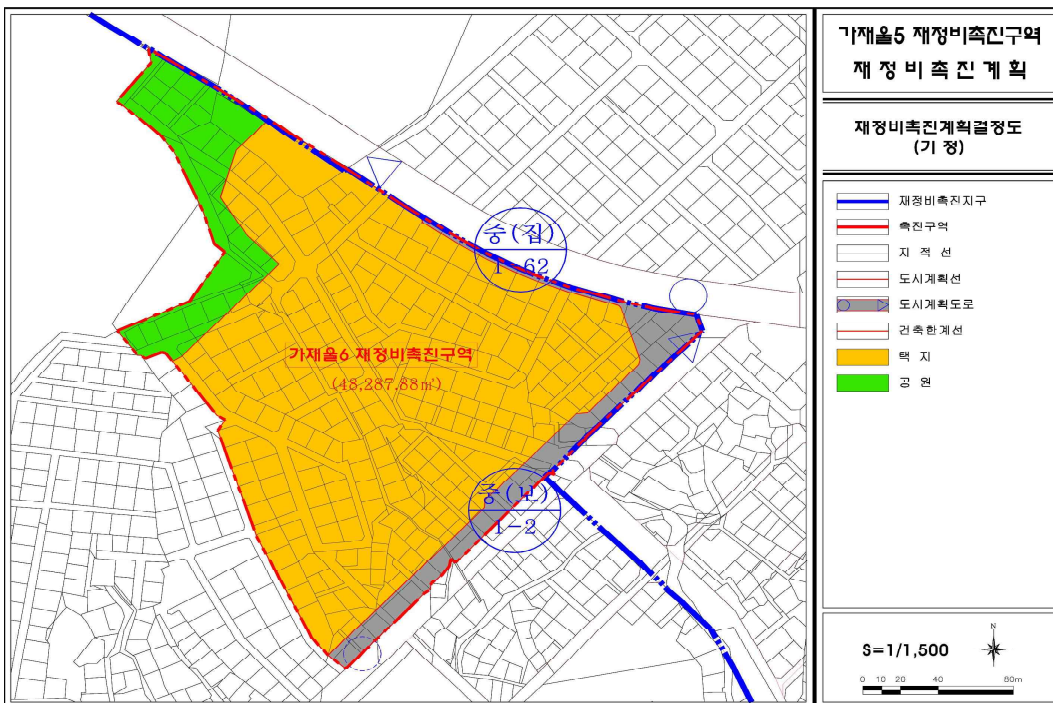 가재울5 재정비촉진구역
재정비촉진계획
재정비촉진계획결정도
(기 정)
재정비촉진지구
촉진구역
지 적 선
도시계획선
도시계획도로
건축한계선
택 지
공 원
S=1/1,500
N
0 10 20 40 80m
중(집)
1-62
가재울6 재정비촉진구역
(48,287.88㎡)
1-2